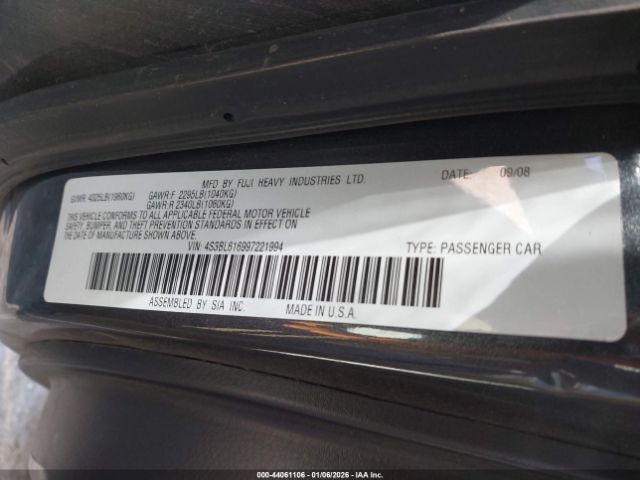 MFD BY FUJI HEAVY INDUSTRIES LTD. DATE: 09/08
GVWR: 4325LB(1960KG) GAWR:F 2295LB(1040KG)
GAWR:R 2340LB(1060KG)
THIS VEHICLE CONFORMS TO ALL APPLICABLE FEDERAL MOTOR VEHICLE
SAFETY, BUMPER, AND THEFT PREVENTION STANDARDS IN EFFECT ON
THE DATE OF MANUFACTURE SHOWN ABOVE.
VIN: 4S3BL616997221994 TYPE: PASSENGER CAR
ASSEMBLED BY SIA INC. MADE IN U.S.A.
000-44061106 | 01/06/2026 - IAA Inc.